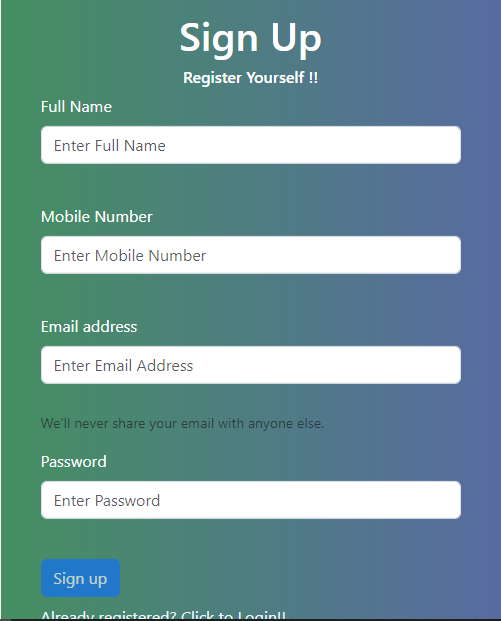 Sign Up
Register Yourself !!
Full Name
Enter Full Name
Mobile Number
Enter Mobile Number
Email address
Enter Email Address
We'll never share your email with anyone else.
Password
Enter Password
Sign up
Already registered? Click to Login!!